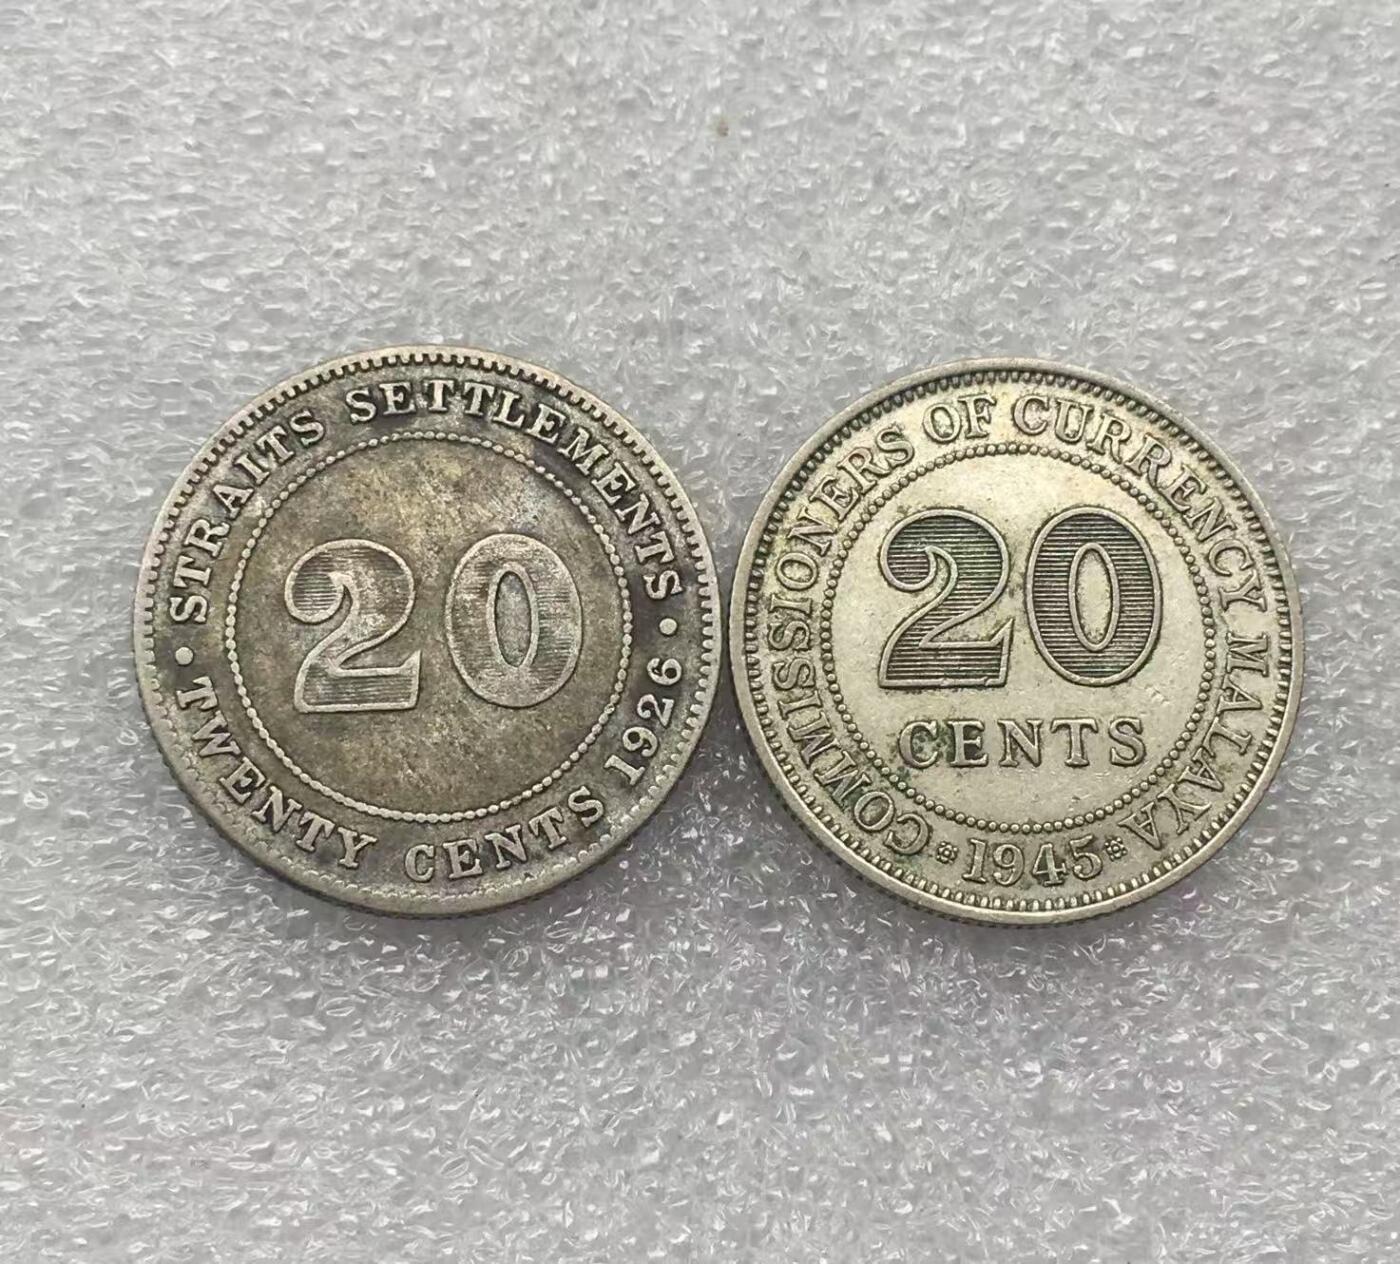 STRAITS SETTLEMENTS
20
TWENTY CENTS 1926
COMMISSIONERS OF CURRENCY MALAYA
20
CENTS
1945